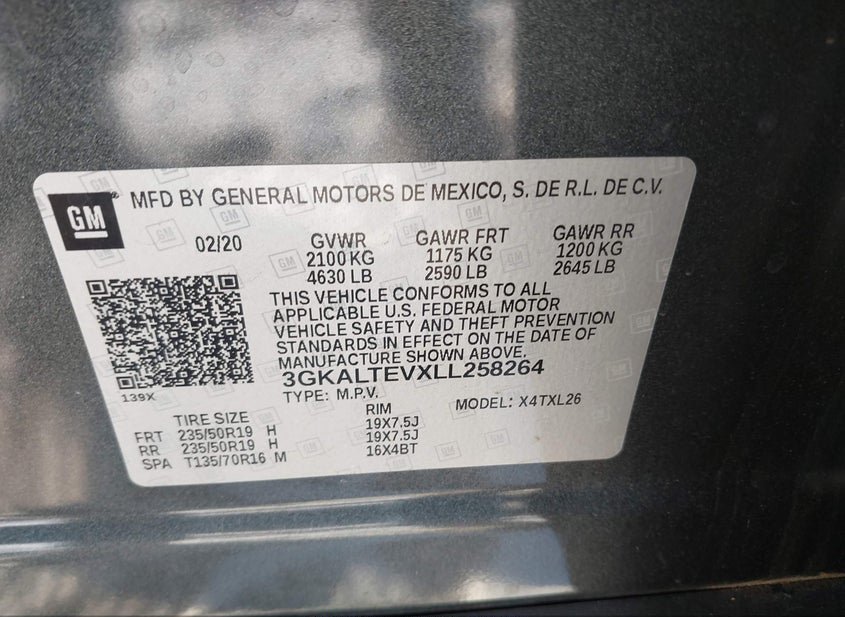 GM MFD BY GENERAL MOTORS DE MEXICO, S. DE R.L. DE C.V.
02/20 GVWR GAWR FRT GAWR RR
2100 KG 1175 KG 1200 KG
4630 LB 2590 LB 2645 LB
THIS VEHICLE CONFORMS TO ALL
APPLICABLE U.S. FEDERAL MOTOR
VEHICLE SAFETY AND THEFT PREVENTION
STANDARDS IN EFFECT ON THE DATE OF
MANUFACTURE SHOWN ABOVE.
3GKALTEVXLL258264
139X
TYPE: M.P.V. MODEL: X4TXL26
TIRE SIZE RIM
FRT 235/50R19 H 19X7.5J
RR 235/50R19 H 19X7.5J
SPA T135/70R16 M 16X4BT